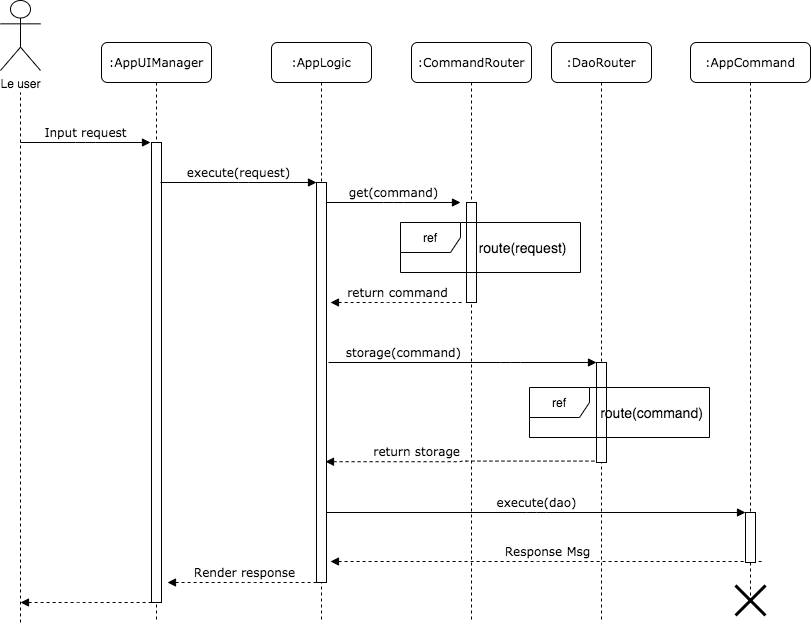 :AppUIManager
:AppLogic
:CommandRouter
:DaoRouter
:AppCommand
Le user
Input request
execute(request)
get(command)
ref
route(request)
return command
storage(command)
ref
route(command)
return storage
execute(dao)
Response Msg
Render response